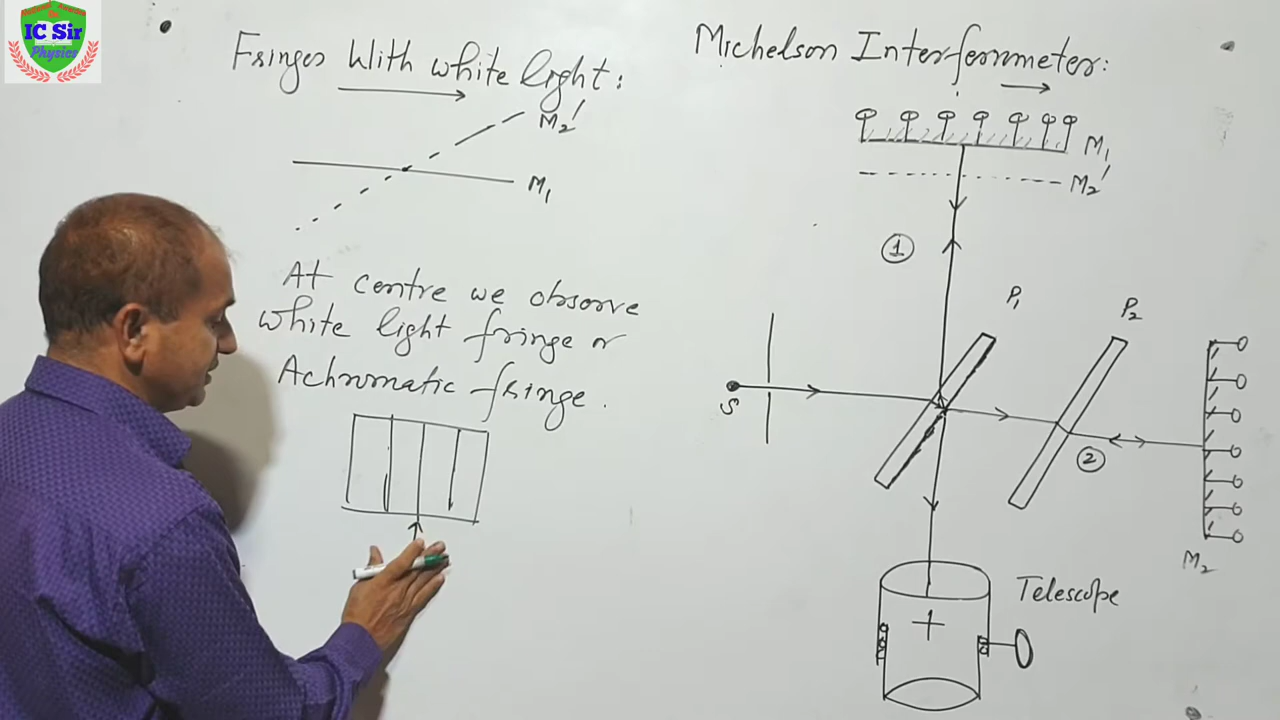 IC Sir
Physics
Fringes With white light:
M₂'
M₁
At centre we observe
white light fringe or
Achromatic fringe.
Michelson Interferometer:
M₁
M₂'
1
P₁
P₂
S
2
M₂
Telescope